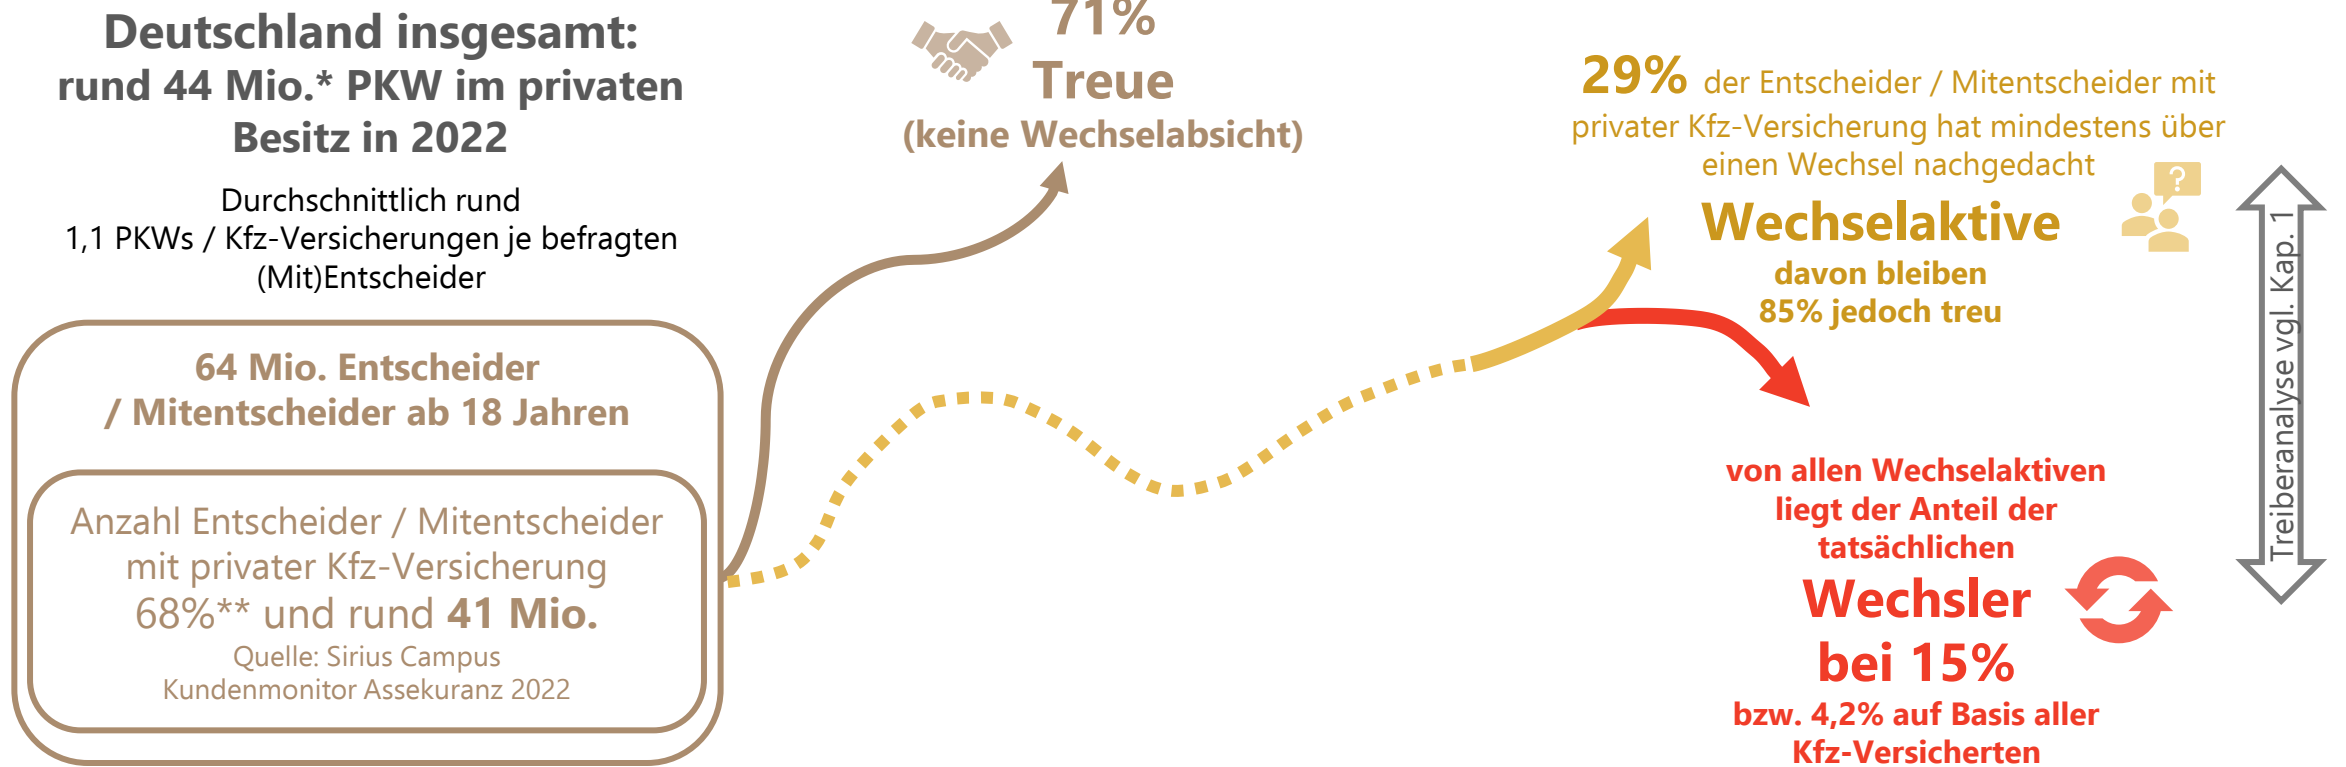 Deutschland insgesamt:
rund 44 Mio.* PKW im privaten
Besitz in 2022
Durchschnittlich rund
1,1 PKWs / Kfz-Versicherungen je befragten
(Mit)Entscheider
64 Mio. Entscheider
/ Mitentscheider ab 18 Jahren
Anzahl Entscheider / Mitentscheider
mit privater Kfz-Versicherung
68%** und rund 41 Mio.
Quelle: Sirius Campus
Kundenmonitor Assekuranz 2022
71%
Treue
(keine Wechselabsicht)
29% der Entscheider / Mitentscheider mit
privater Kfz-Versicherung hat mindestens über
einen Wechsel nachgedacht
?
Wechselaktive
davon bleiben
85% jedoch treu
von allen Wechselaktiven
liegt der Anteil der
tatsächlichen
Wechsler
bei 15%
bzw. 4,2% auf Basis aller
Kfz-Versicherten
Treiberanalyse vgl. Kap. 1